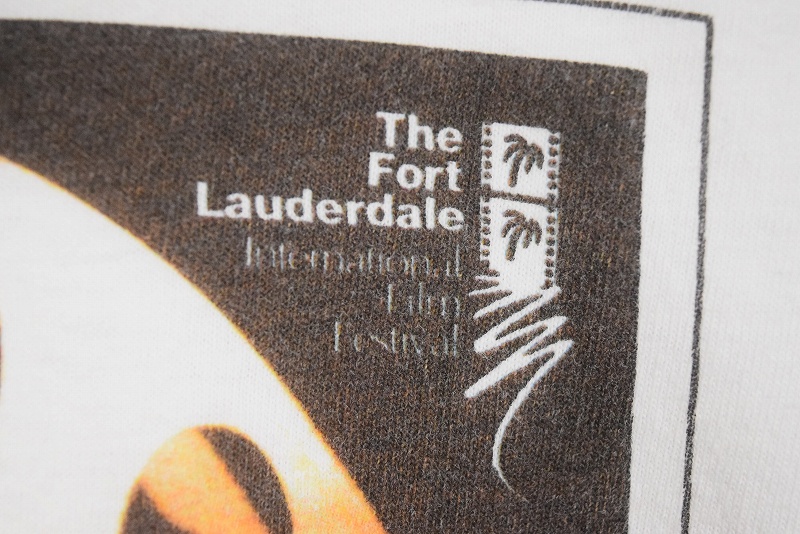 The
Fort
Lauderdale
International
Film
Festival